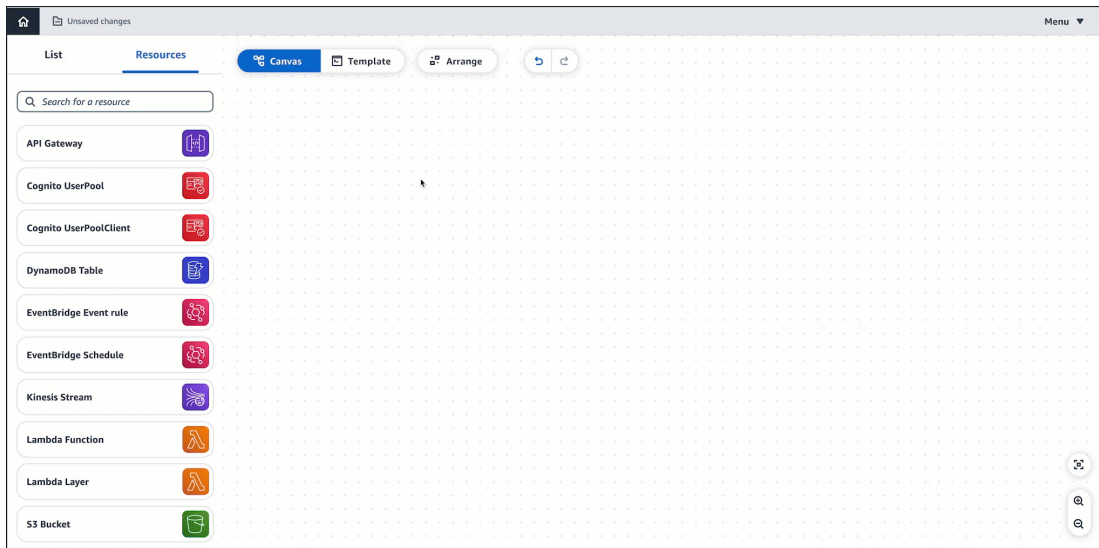 Unsaved changes
Menu
List
Resources
Canvas
Template
Arrange
Search for a resource
API Gateway
Cognito UserPool
Cognito UserPoolClient
DynamoDB Table
EventBridge Event rule
EventBridge Schedule
Kinesis Stream
Lambda Function
Lambda Layer
S3 Bucket